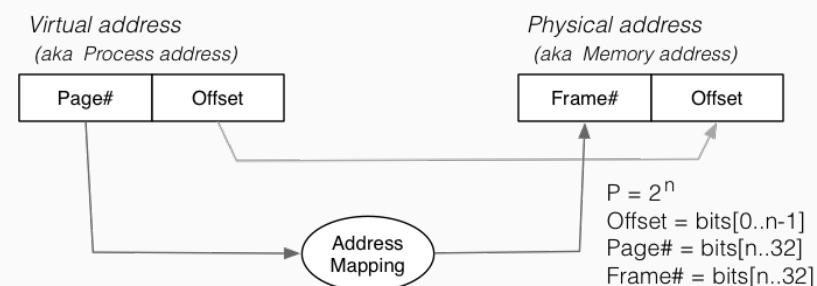 Virtual address
(aka Process address)
Page#
Offset
Physical address
(aka Memory address)
Frame#
Offset
Address
Mapping
P = 2^n
Offset = bits[0..n-1]
Page# = bits[n..32]
Frame# = bits[n..32]